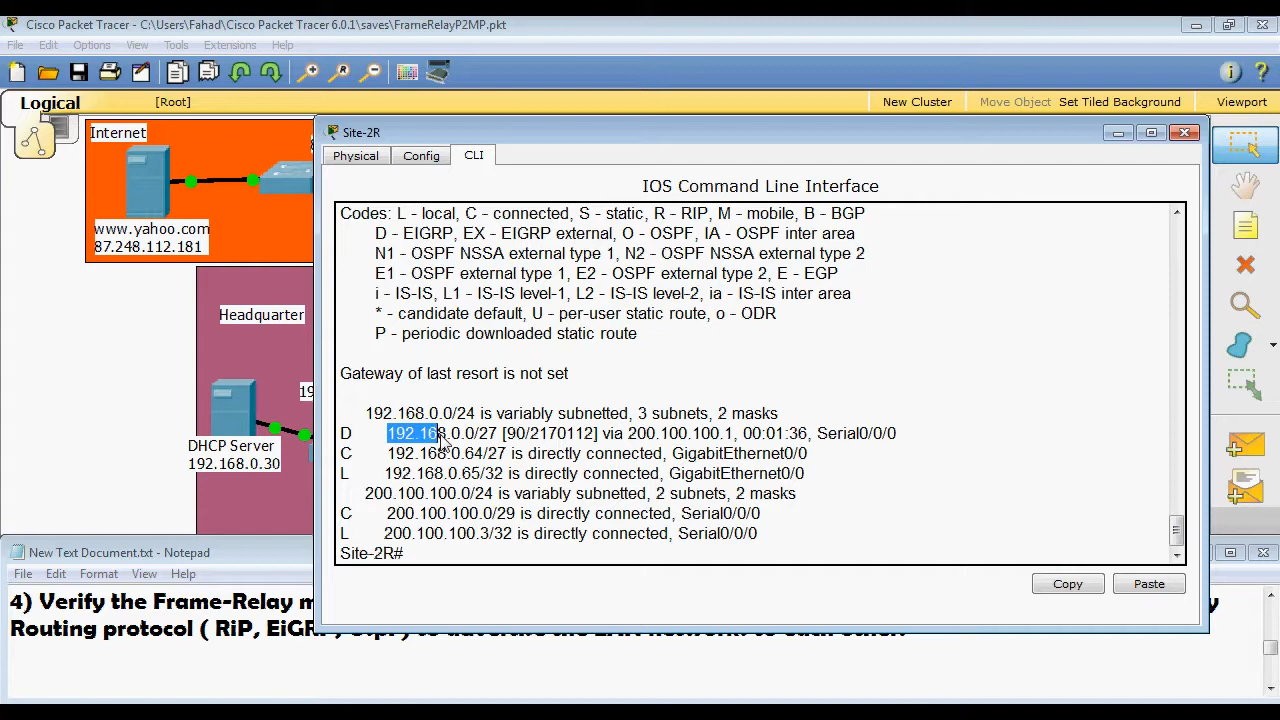 Cisco Packet Tracer - C:\Users\Fahad\Cisco Packet Tracer 6.0.1\saves\FrameRelayP2MP.pkt
File Edit Options View Tools Extensions Help
Logical [Root] New Cluster Move Object Set Tiled Background Viewport
Internet
www.yahoo.com
87.248.112.181
Headquarter
19
DHCP Server
192.168.0.30
Site-2R
Physical Config CLI
IOS Command Line Interface
Codes: L - local, C - connected, S - static, R - RIP, M - mobile, B - BGP
D - EIGRP, EX - EIGRP external, O - OSPF, IA - OSPF inter area
N1 - OSPF NSSA external type 1, N2 - OSPF NSSA external type 2
E1 - OSPF external type 1, E2 - OSPF external type 2, E - EGP
i - IS-IS, L1 - IS-IS level-1, L2 - IS-IS level-2, ia - IS-IS inter area
* - candidate default, U - per-user static route, o - ODR
P - periodic downloaded static route
Gateway of last resort is not set
192.168.0.0/24 is variably subnetted, 3 subnets, 2 masks
D 192.168.0.0/27 [90/2170112] via 200.100.100.1, 00:01:36, Serial0/0/0
C 192.168.0.64/27 is directly connected, GigabitEthernet0/0
L 192.168.0.65/32 is directly connected, GigabitEthernet0/0
200.100.100.0/24 is variably subnetted, 2 subnets, 2 masks
C 200.100.100.0/29 is directly connected, Serial0/0/0
L 200.100.100.3/32 is directly connected, Serial0/0/0
Site-2R#
Copy Paste
New Text Document.txt - Notepad
File Edit Format View Help
4) Verify the Frame-Relay
Routing protocol ( RiP, EiGRP, to advertise the LAN network to each other.